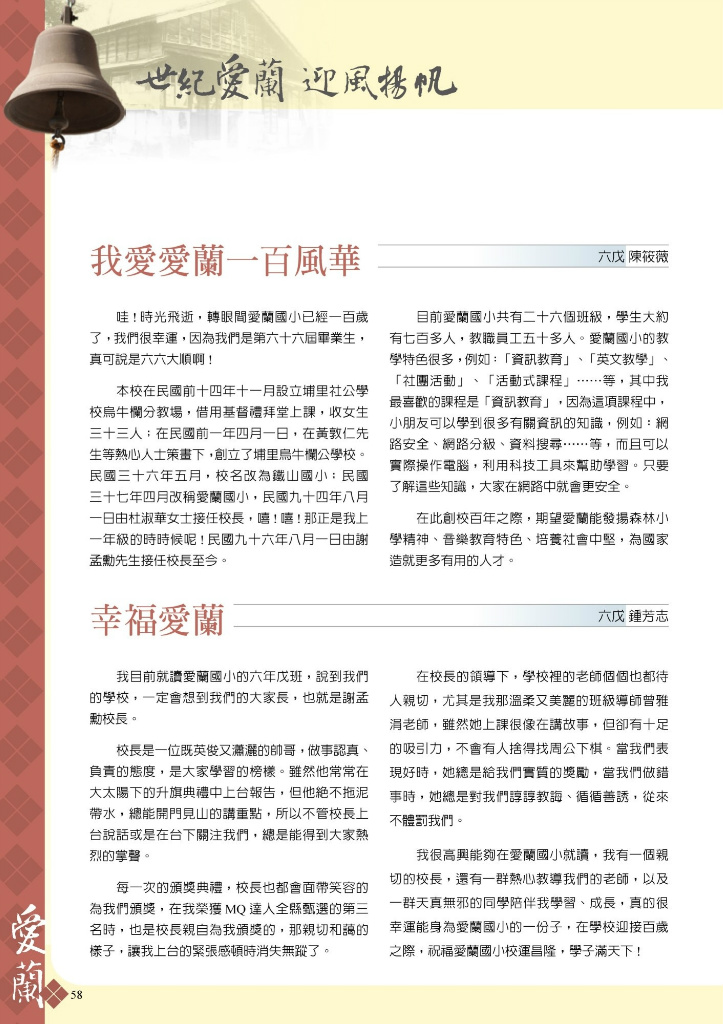 世紀愛蘭 迎風揚帆
我愛愛蘭一百風華
六戊 陳筱薇
哇！時光飛逝，轉眼間愛蘭國小已經一百歲
了，我們很幸運，因為我們是第六十六屆畢業生，
真可說是六六大順啊！
本校在民國前十四年十一月設立埔里社公學
校烏牛欄分教場，借用基督禮拜堂上課，收女生
三十三人；在民國前一年四月一日，在黃敦仁先
生等熱心人士策畫下，創立了埔里烏牛欄公學校。
民國三十六年五月，校名改為鐵山國小；民國
三十七年四月改稱愛蘭國小，民國九十四年八月
一日由杜淑華女士接任校長，嘻！嘻！那正是我上
一年級的時時候呢！民國九十六年八月一日由謝
孟勳先生接任校長至今。
目前愛蘭國小共有二十六個班級，學生大約
有七百多人，教職員工五十多人。愛蘭國小的教
學特色很多，例如：「資訊教育」、「英文教學」、
「社團活動」、「活動式課程」……等，其中我
最喜歡的課程是「資訊教育」，因為這項課程中，
小朋友可以學到很多有關資訊的知識，例如：網
路安全、網路分級、資料搜尋……等，而且可以
實際操作電腦，利用科技工具來幫助學習。只要
了解這些知識，大家在網路中就會更安全。
在此創校百年之際，期望愛蘭能發揚森林小
學精神、音樂教育特色、培養社會中堅，為國家
造就更多有用的人才。
幸福愛蘭
六戊 鍾芳志
我目前就讀愛蘭國小的六年戊班，說到我們
的學校，一定會想到我們的大家長，也就是謝孟
勳校長。
校長是一位既英俊又瀟灑的帥哥，做事認真、
負責的態度，是大家學習的榜樣。雖然他常常在
大太陽下的升旗典禮中上台報告，但他絕不拖泥
帶水，總能開門見山的講重點，所以不管校長上
台說話或是在台下關注我們，總是能得到大家熱
烈的掌聲。
每一次的頒獎典禮，校長也都會面帶笑容的
為我們頒獎，在我榮獲 MQ 達人全縣甄選的第三
名時，也是校長親自為我頒獎的，那親切和藹的
樣子，讓我上台的緊張感頓時消失無蹤了。
在校長的領導下，學校裡的老師個個也都待
人親切，尤其是我那溫柔又美麗的班級導師曾雅
涓老師，雖然她上課很像在講故事，但卻有十足
的吸引力，不會有人捨得找周公下棋。當我們表
現好時，她總是給我們實質的獎勵，當我們做錯
事時，她總是對我們諄諄教誨、循循善誘，從來
不體罰我們。
我很高興能夠在愛蘭國小就讀，我有一個親
切的校長，還有一群熱心教導我們的老師，以及
一群天真無邪的同學陪伴我學習、成長，真的很
幸運能身為愛蘭國小的一份子，在學校迎接百歲
之際，祝福愛蘭國小校運昌隆，學子滿天下！
愛蘭
58